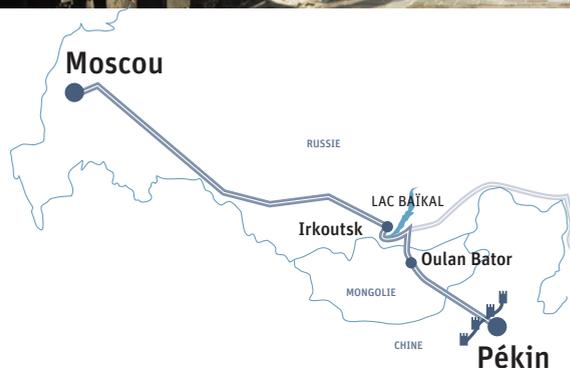 Moscou
RUSSIE
LAC BAÏKAL
Irkoutsk
Oulan Bator
MONGOLIE
CHINE
Pékin